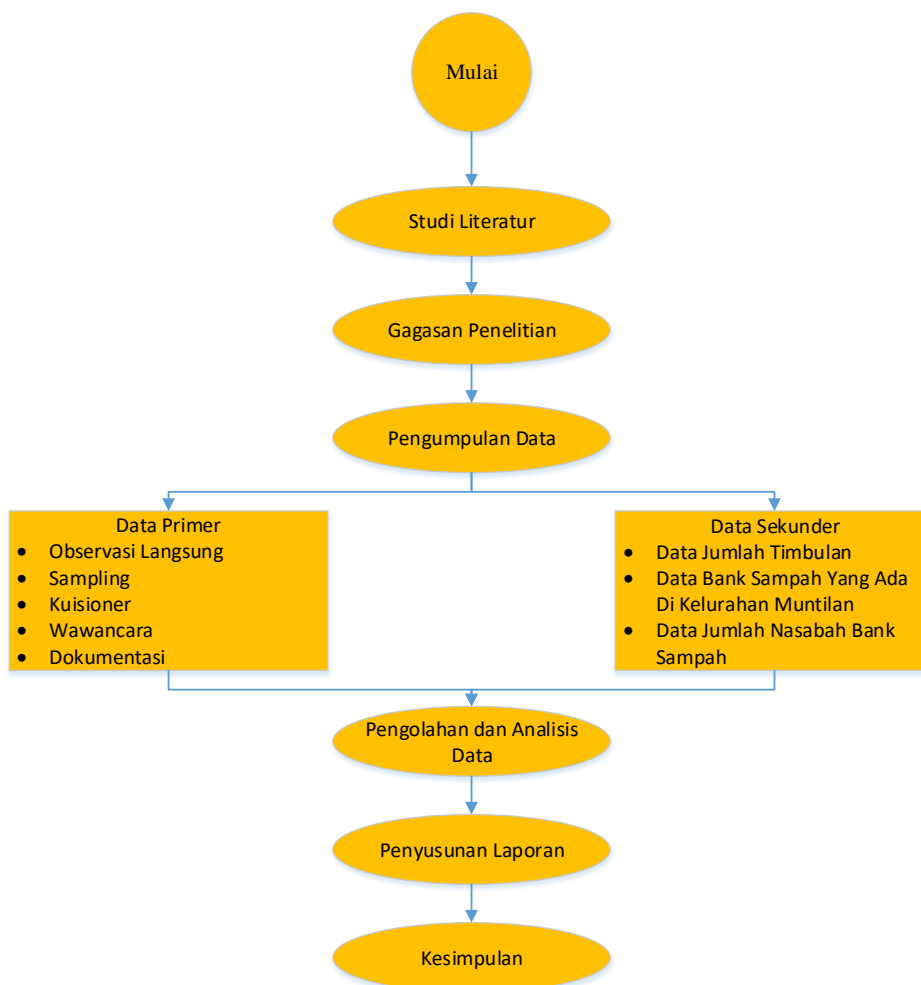 Mulai
Studi Literatur
Gagasan Penelitian
Pengumpulan Data
Data Primer
• Observasi Langsung
• Sampling
• Kuisioner
• Wawancara
• Dokumentasi
Data Sekunder
• Data Jumlah Timbulan
• Data Bank Sampah Yang Ada
Di Kelurahan Muntilan
• Data Jumlah Nasabah Bank
Sampah
Pengolahan dan Analisis
Data
Penyusunan Laporan
Kesimpulan